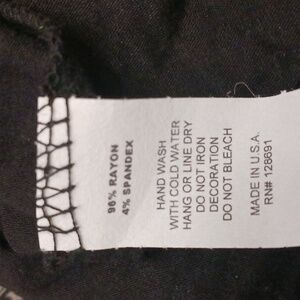 96% RAYON
4% SPANDEX
HAND WASH
WITH COLD WATER
HANG OR LINE DRY
DO NOT IRON
DECORATION
DO NOT BLEACH
MADE IN U.S.A.
RN# 128691